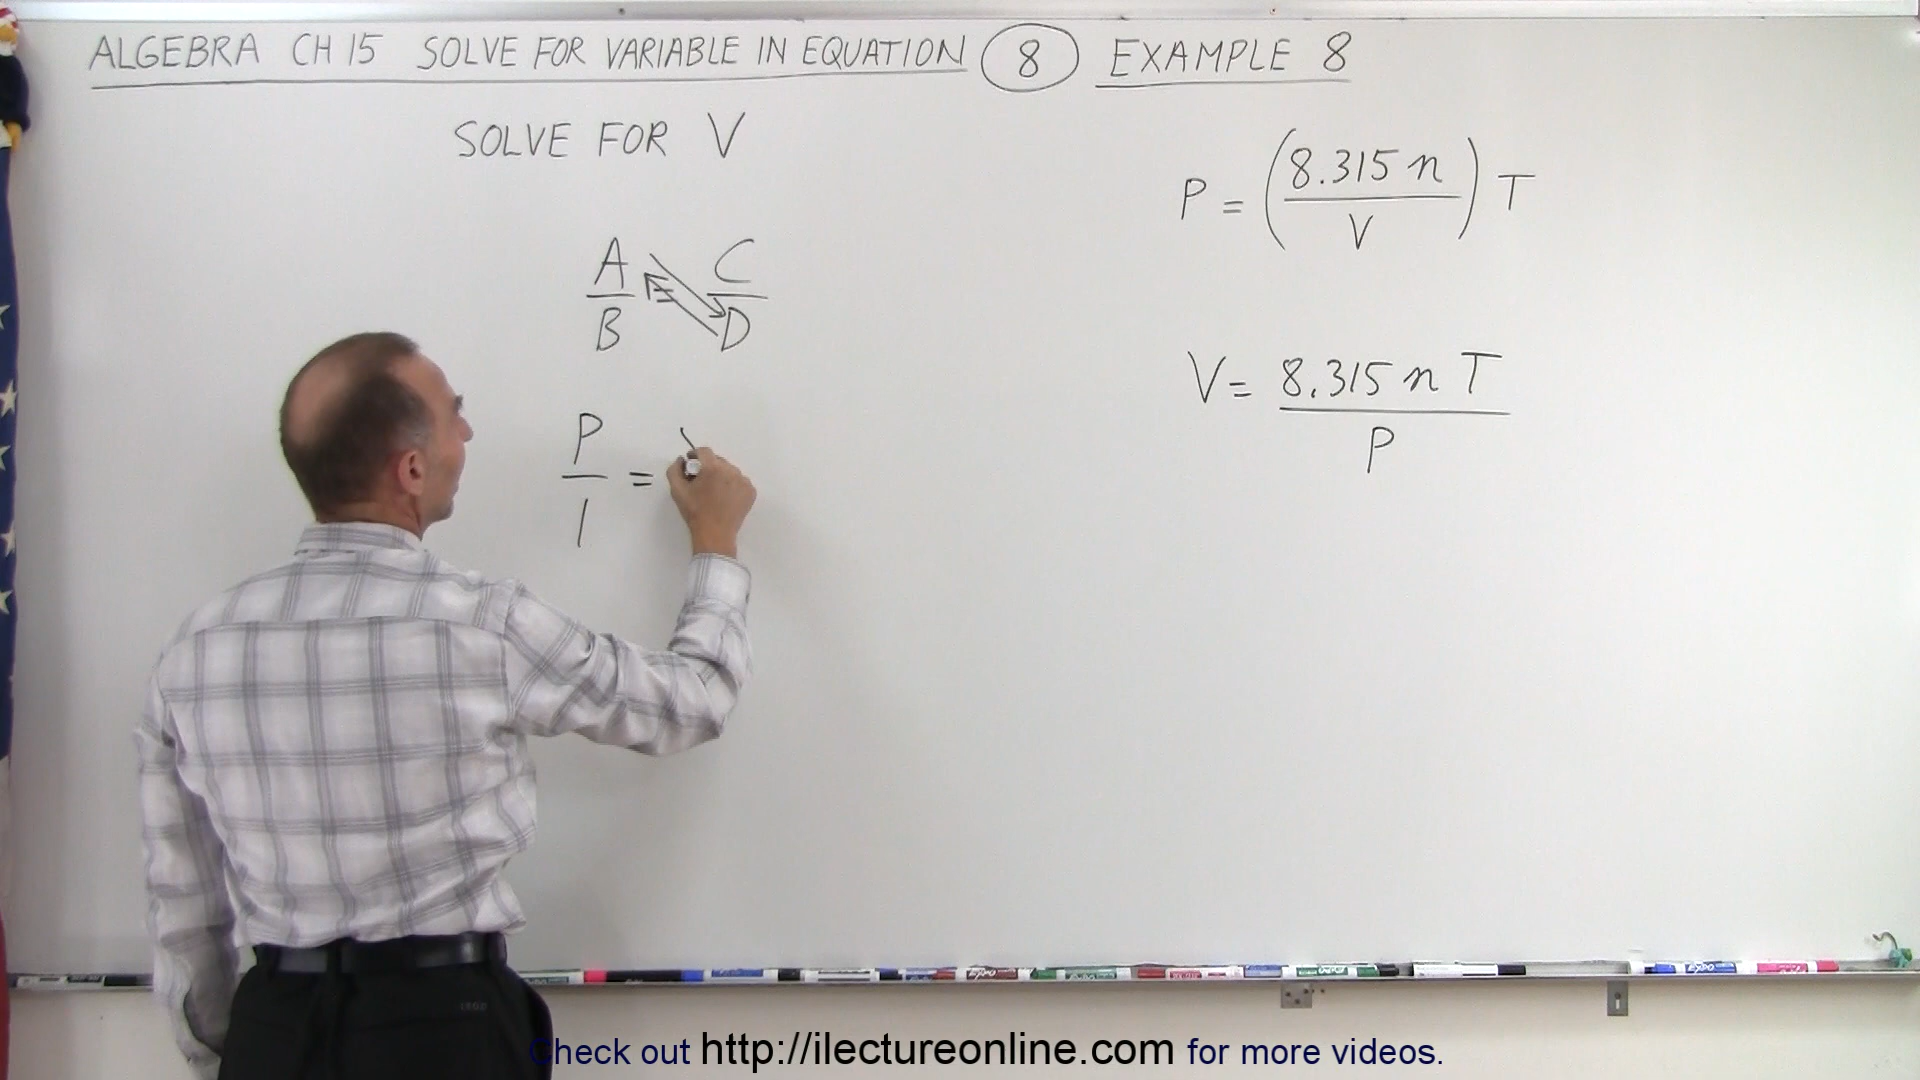 ALGEBRA CH 15 SOLVE FOR VARIABLE IN EQUATION 8 EXAMPLE 8
SOLVE FOR V
A/B = C/D
P/1 =
P = (8.315 n / V) T
V = 8.315 n T / P
Check out http://ilectureonline.com for more videos.